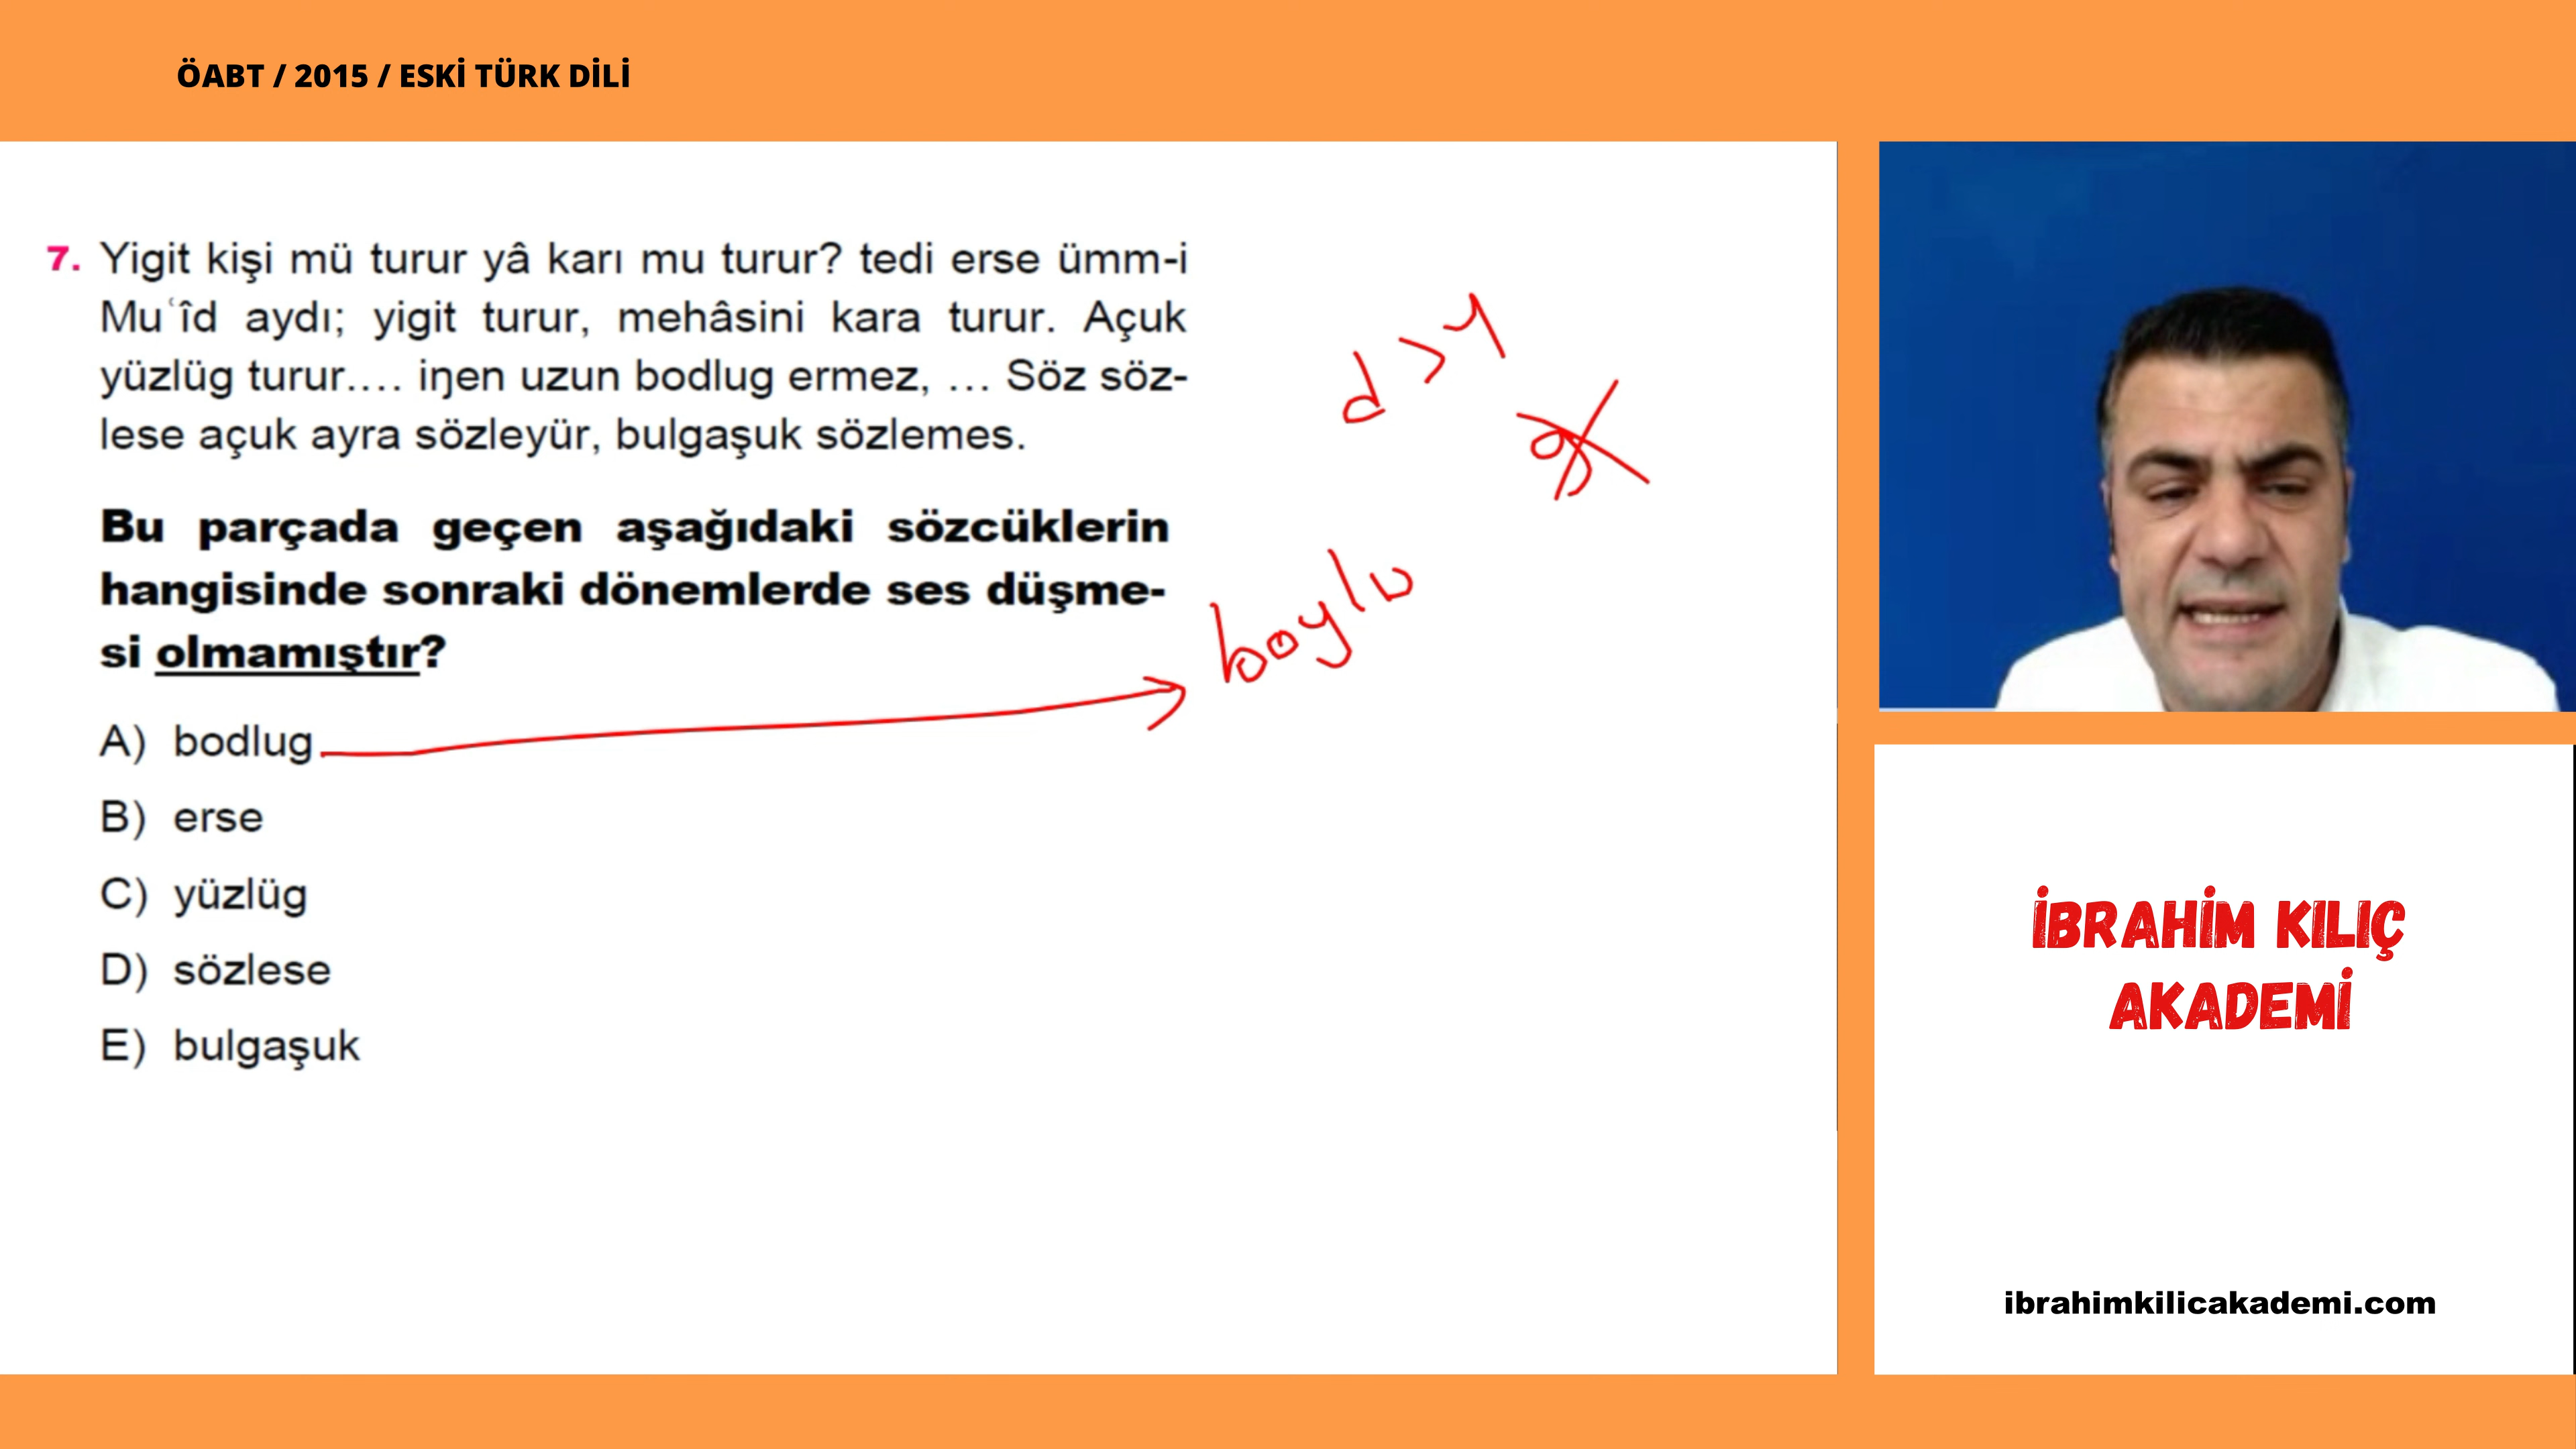 ÖABT / 2015 / ESKİ TÜRK DİLİ
7. Yigit kişi mü turur yâ karı mu turur? tedi erse ümm-i
Muʿîd aydı; yigit turur, mehâsini kara turur. Açuk
yüzlüg turur.... iŋen uzun bodlug ermez, ... Söz söz-
lese açuk ayra sözleyür, bulgaşuk sözlemes.
Bu parçada geçen aşağıdaki sözcüklerin
hangisinde sonraki dönemlerde ses düşme-
si olmamıştır?
A) bodlug
B) erse
C) yüzlüg
D) sözlese
E) bulgaşuk
d > y
g
boylu
İBRAHİM KILIÇ
AKADEMİ
ibrahimkilicakademi.com